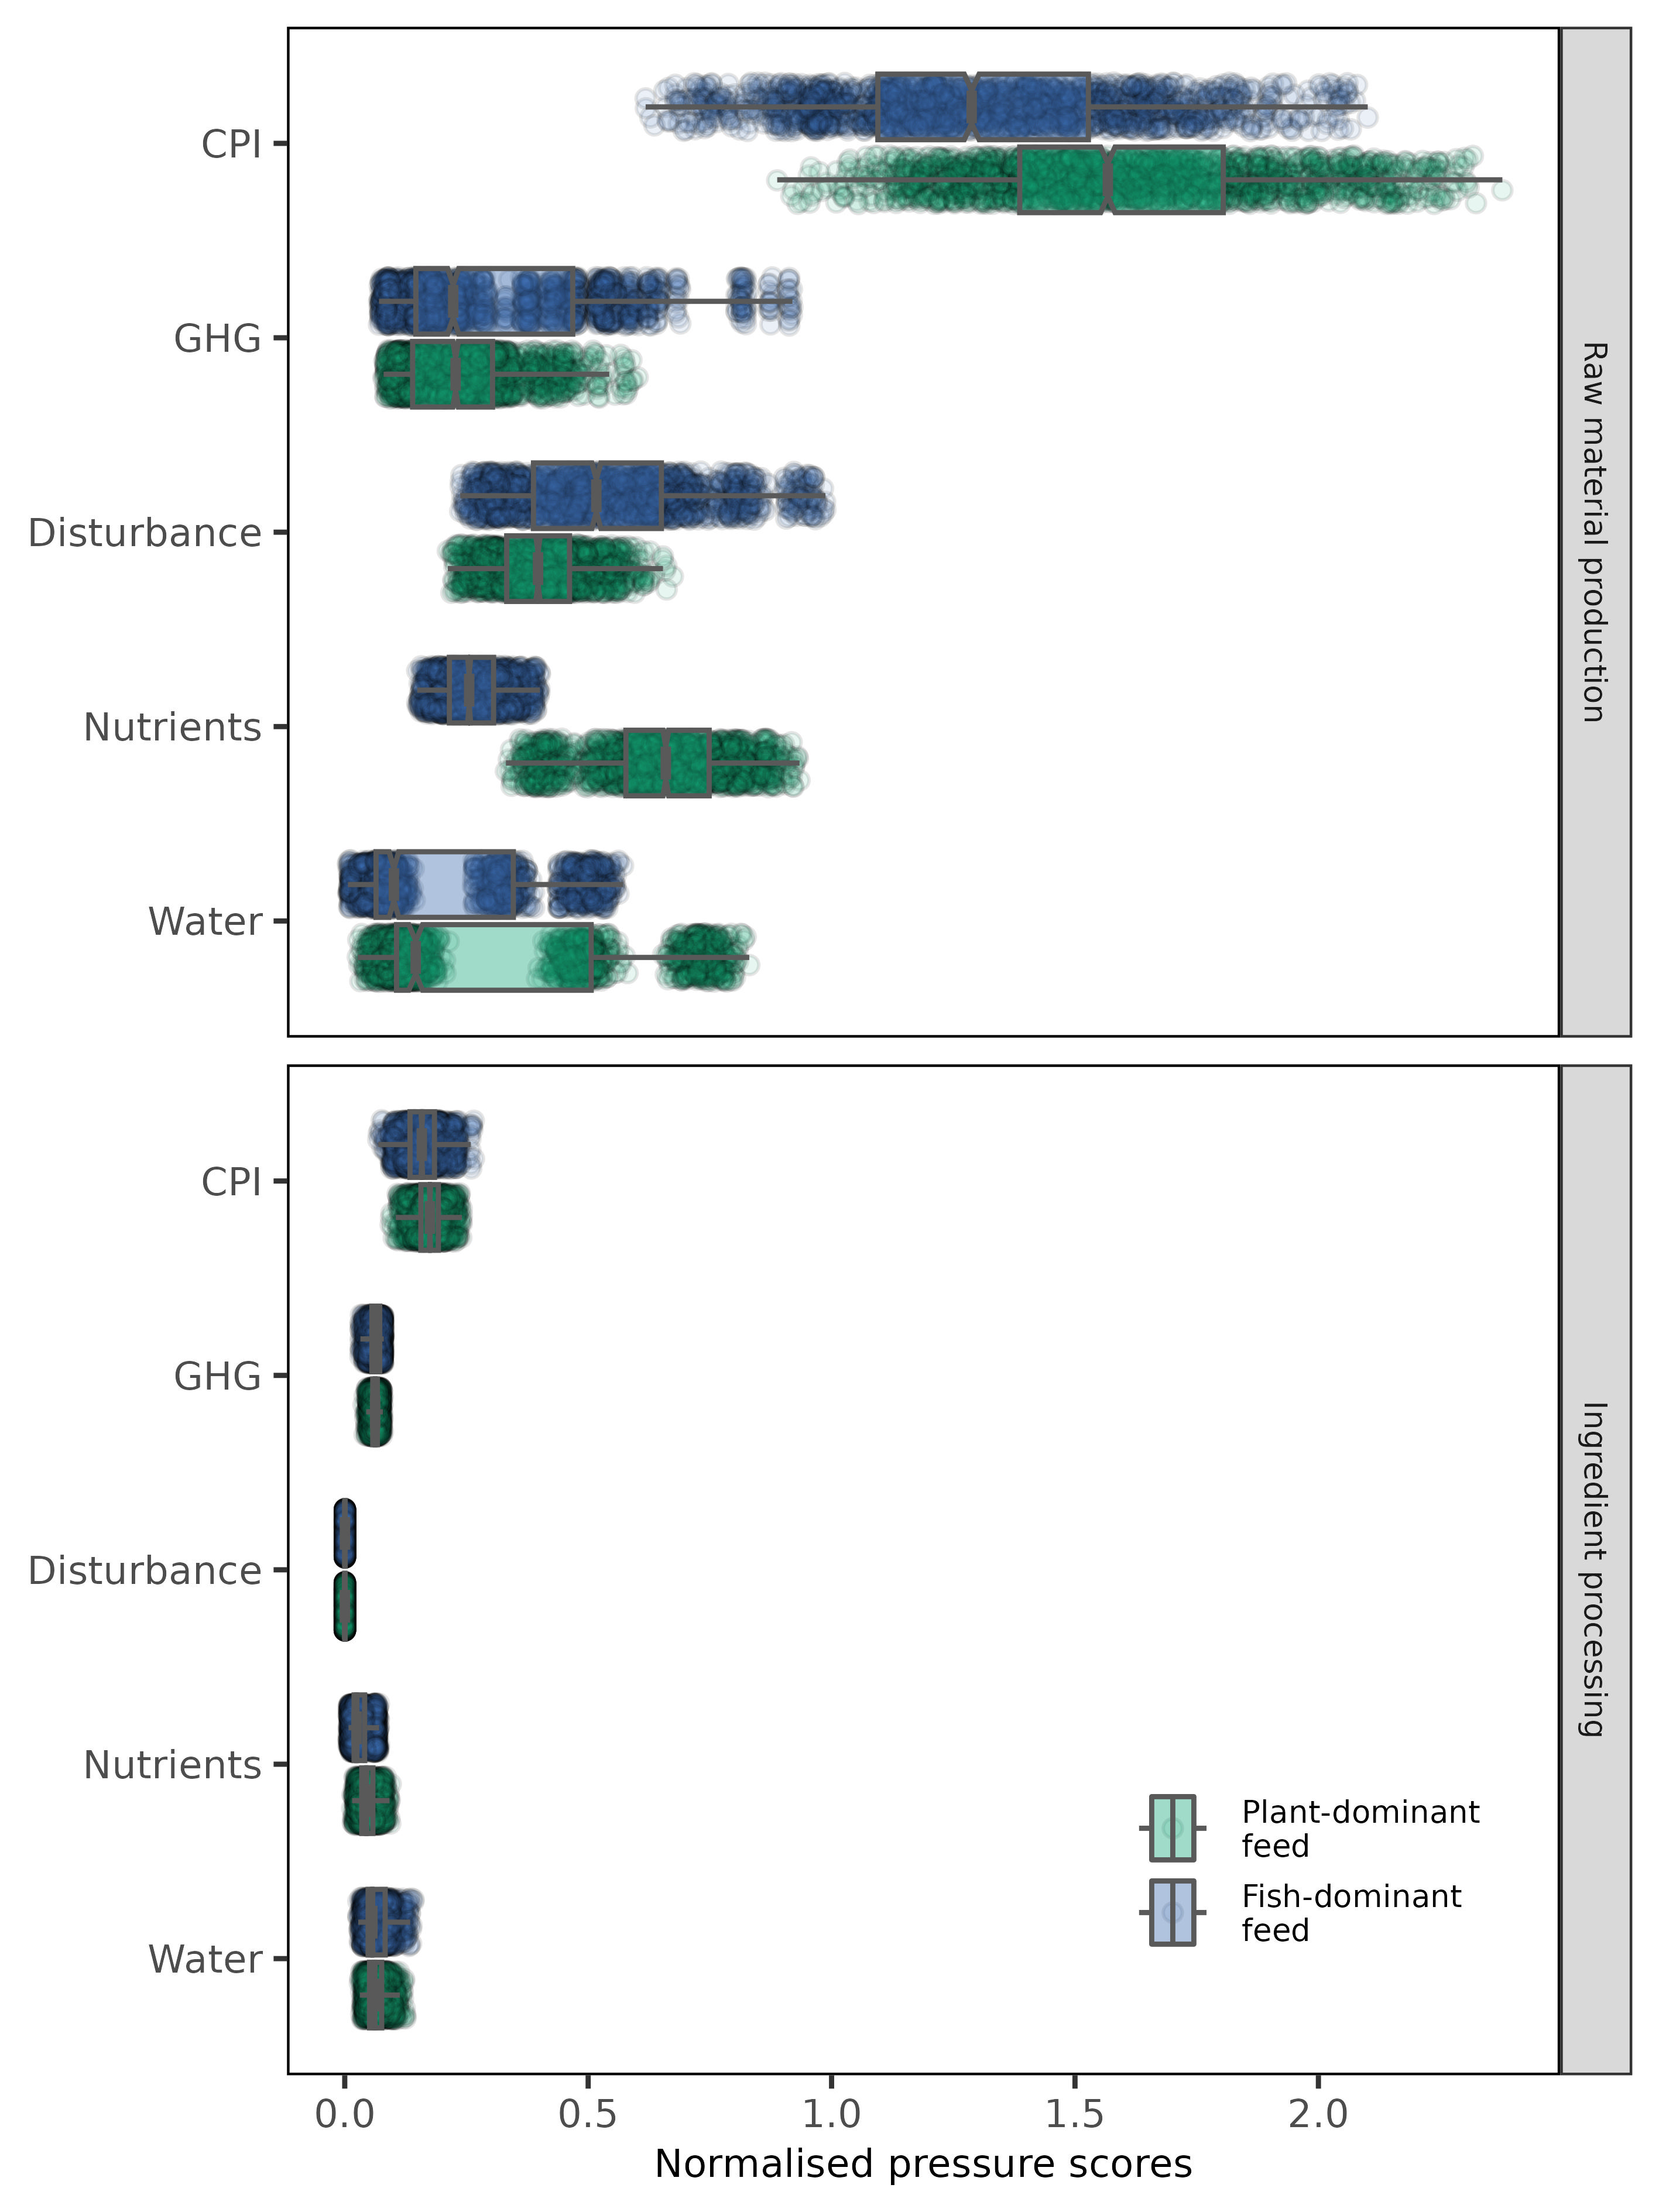 CPI
GHG
Disturbance
Nutrients
Water
Raw material production
CPI
GHG
Disturbance
Nutrients
Water
Ingredient processing
Plant-dominant
feed
Fish-dominant
feed
0.0 0.5 1.0 1.5 2.0
Normalised pressure scores